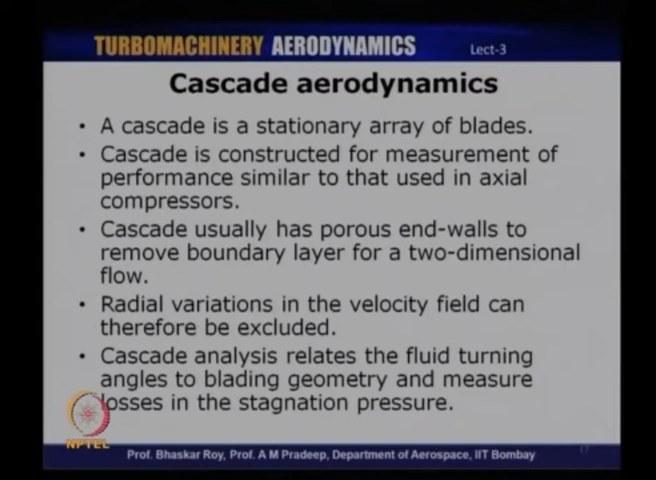 TURBOMACHINERY AERODYNAMICS Lect-3
Cascade aerodynamics
• A cascade is a stationary array of blades.
• Cascade is constructed for measurement of
performance similar to that used in axial
compressors.
• Cascade usually has porous end-walls to
remove boundary layer for a two-dimensional
flow.
• Radial variations in the velocity field can
therefore be excluded.
• Cascade analysis relates the fluid turning
angles to blading geometry and measure
losses in the stagnation pressure.
NPTEL
Prof. Bhaskar Roy, Prof. A M Pradeep, Department of Aerospace, IIT Bombay
17